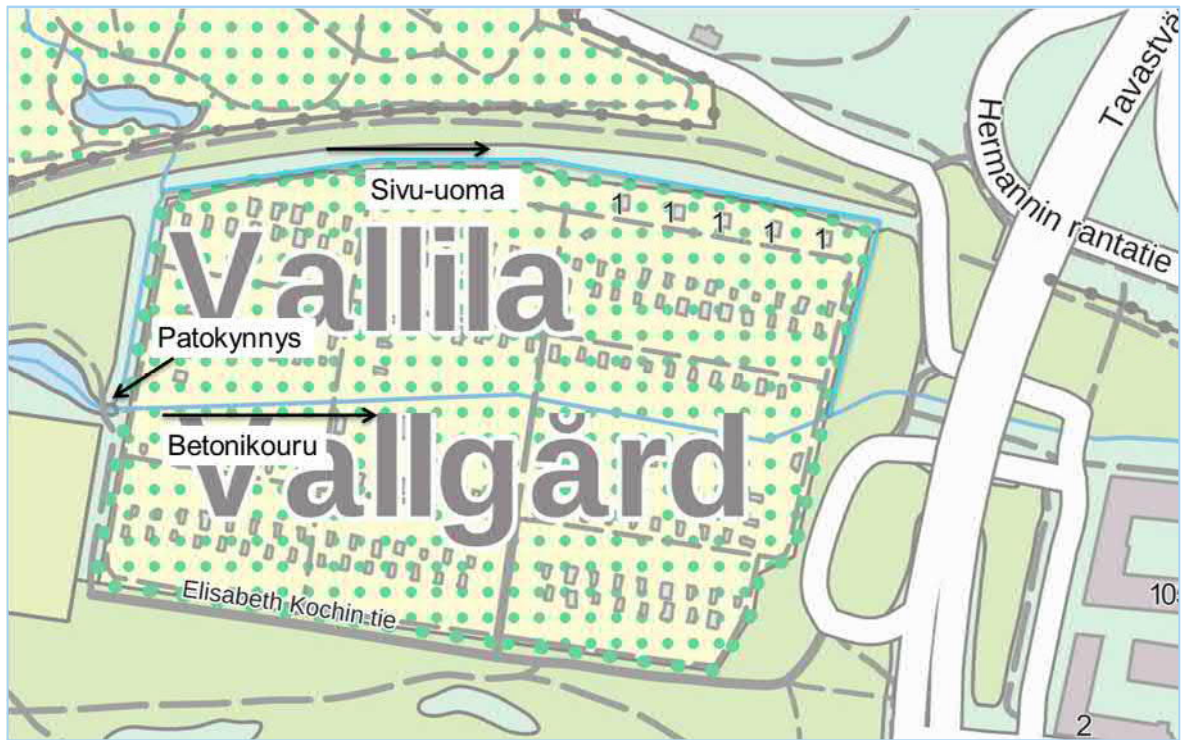 Tavastvä
Hermannin rantatie
Sivu-uoma
1 1 1 1 1
Vallila
Patokynnys
Betonikouru
Vallgård
Elisabeth Kochin tie
10
2